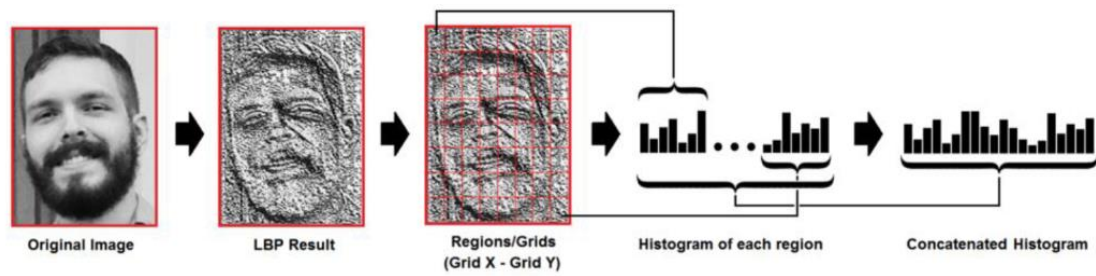 Original Image
LBP Result
Regions/Grids
(Grid X - Grid Y)
Histogram of each region
Concatenated Histogram